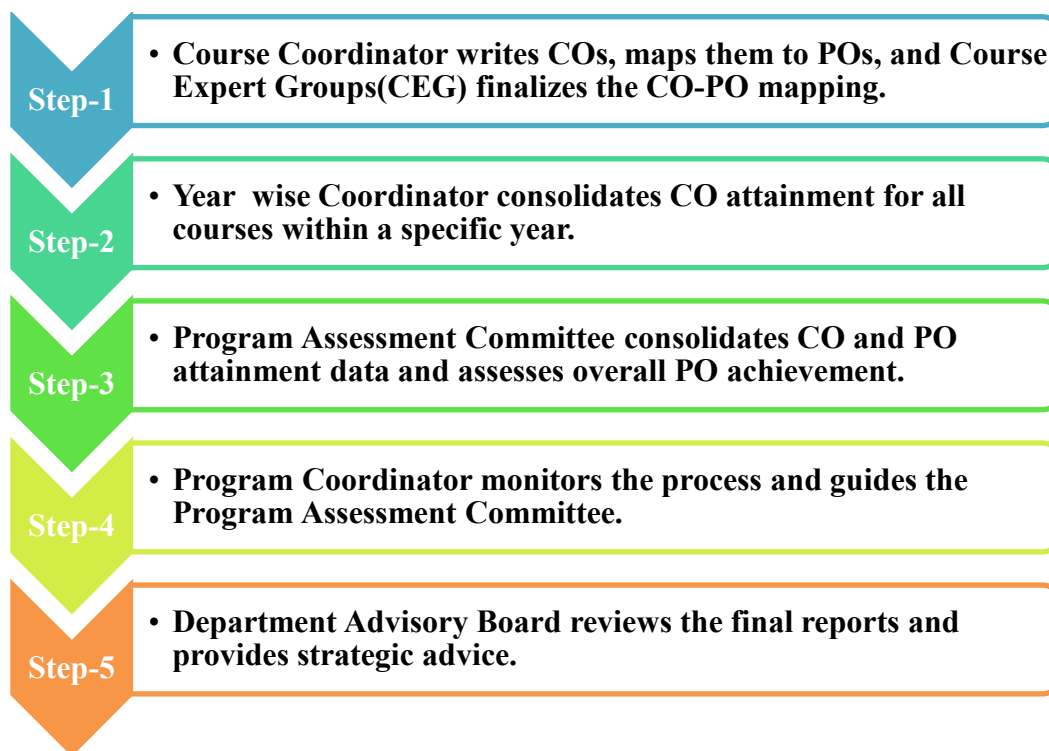 Step-1
• Course Coordinator writes COs, maps them to POs, and Course
Expert Groups(CEG) finalizes the CO-PO mapping.
Step-2
• Year wise Coordinator consolidates CO attainment for all
courses within a specific year.
Step-3
• Program Assessment Committee consolidates CO and PO
attainment data and assesses overall PO achievement.
Step-4
• Program Coordinator monitors the process and guides the
Program Assessment Committee.
Step-5
• Department Advisory Board reviews the final reports and
provides strategic advice.